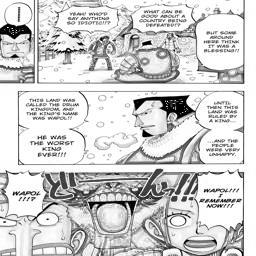 !
WHAT CAN BE
GOOD ABOUT A
COUNTRY BEING
DEFEATED!?
YEAH! WHO'D
SAY ANYTHING
SO IDIOTIC!!?
BUT SOME
AROUND HERE
THINK IT
WAS A
BLESSING!!
UNTIL
THEN THIS
LAND WAS
RULED BY
A KING...
...AND THE
PEOPLE
WERE VERY
UNHAPPY.
THIS LAND WAS
CALLED THE DRUM
KINGDOM, AND THE
KING'S NAME
WAS WAPOL!!
HE WAS
THE WORST
KING
EVER!!!
WAPOL!!!
I
REMEMBER
NOW!!!
WAPOL
!!!?